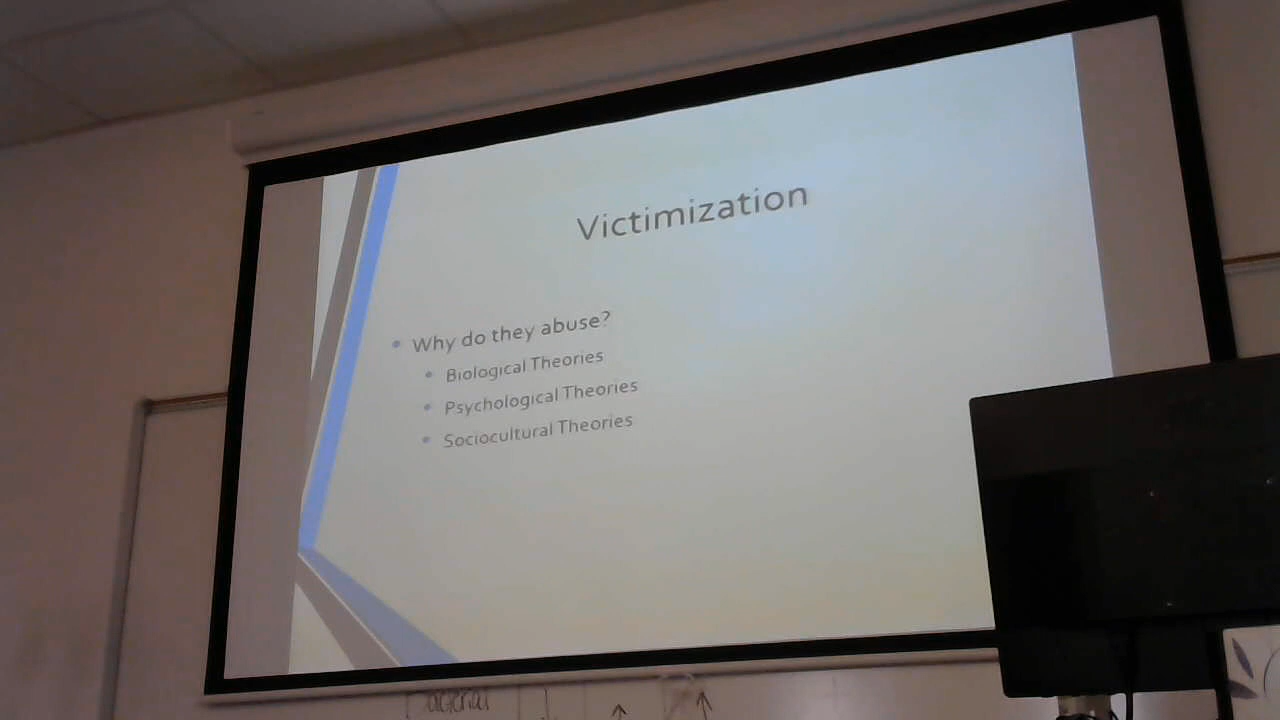 Victimization
• Why do they abuse?
• Biological Theories
• Psychological Theories
• Sociocultural Theories